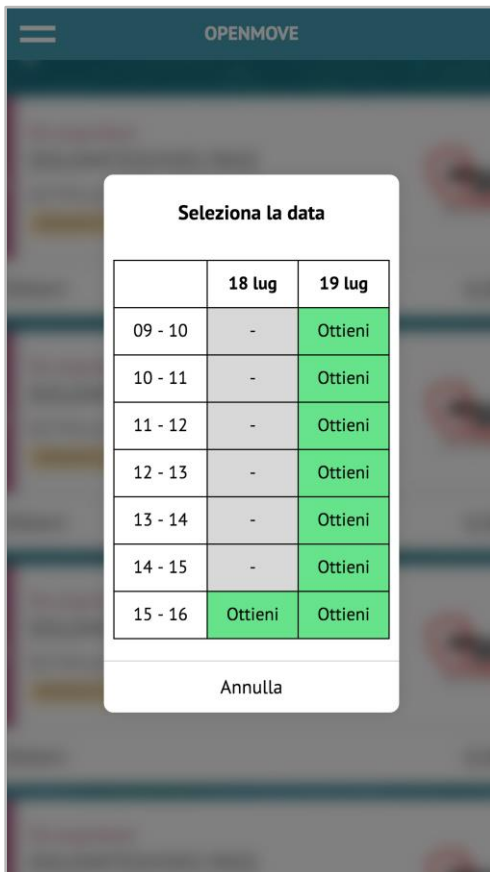 OPENMOVE
Seleziona la data
18 lug 19 lug
09 - 10 - Ottieni
10 - 11 - Ottieni
11 - 12 - Ottieni
12 - 13 - Ottieni
13 - 14 - Ottieni
14 - 15 - Ottieni
15 - 16 Ottieni Ottieni
Annulla